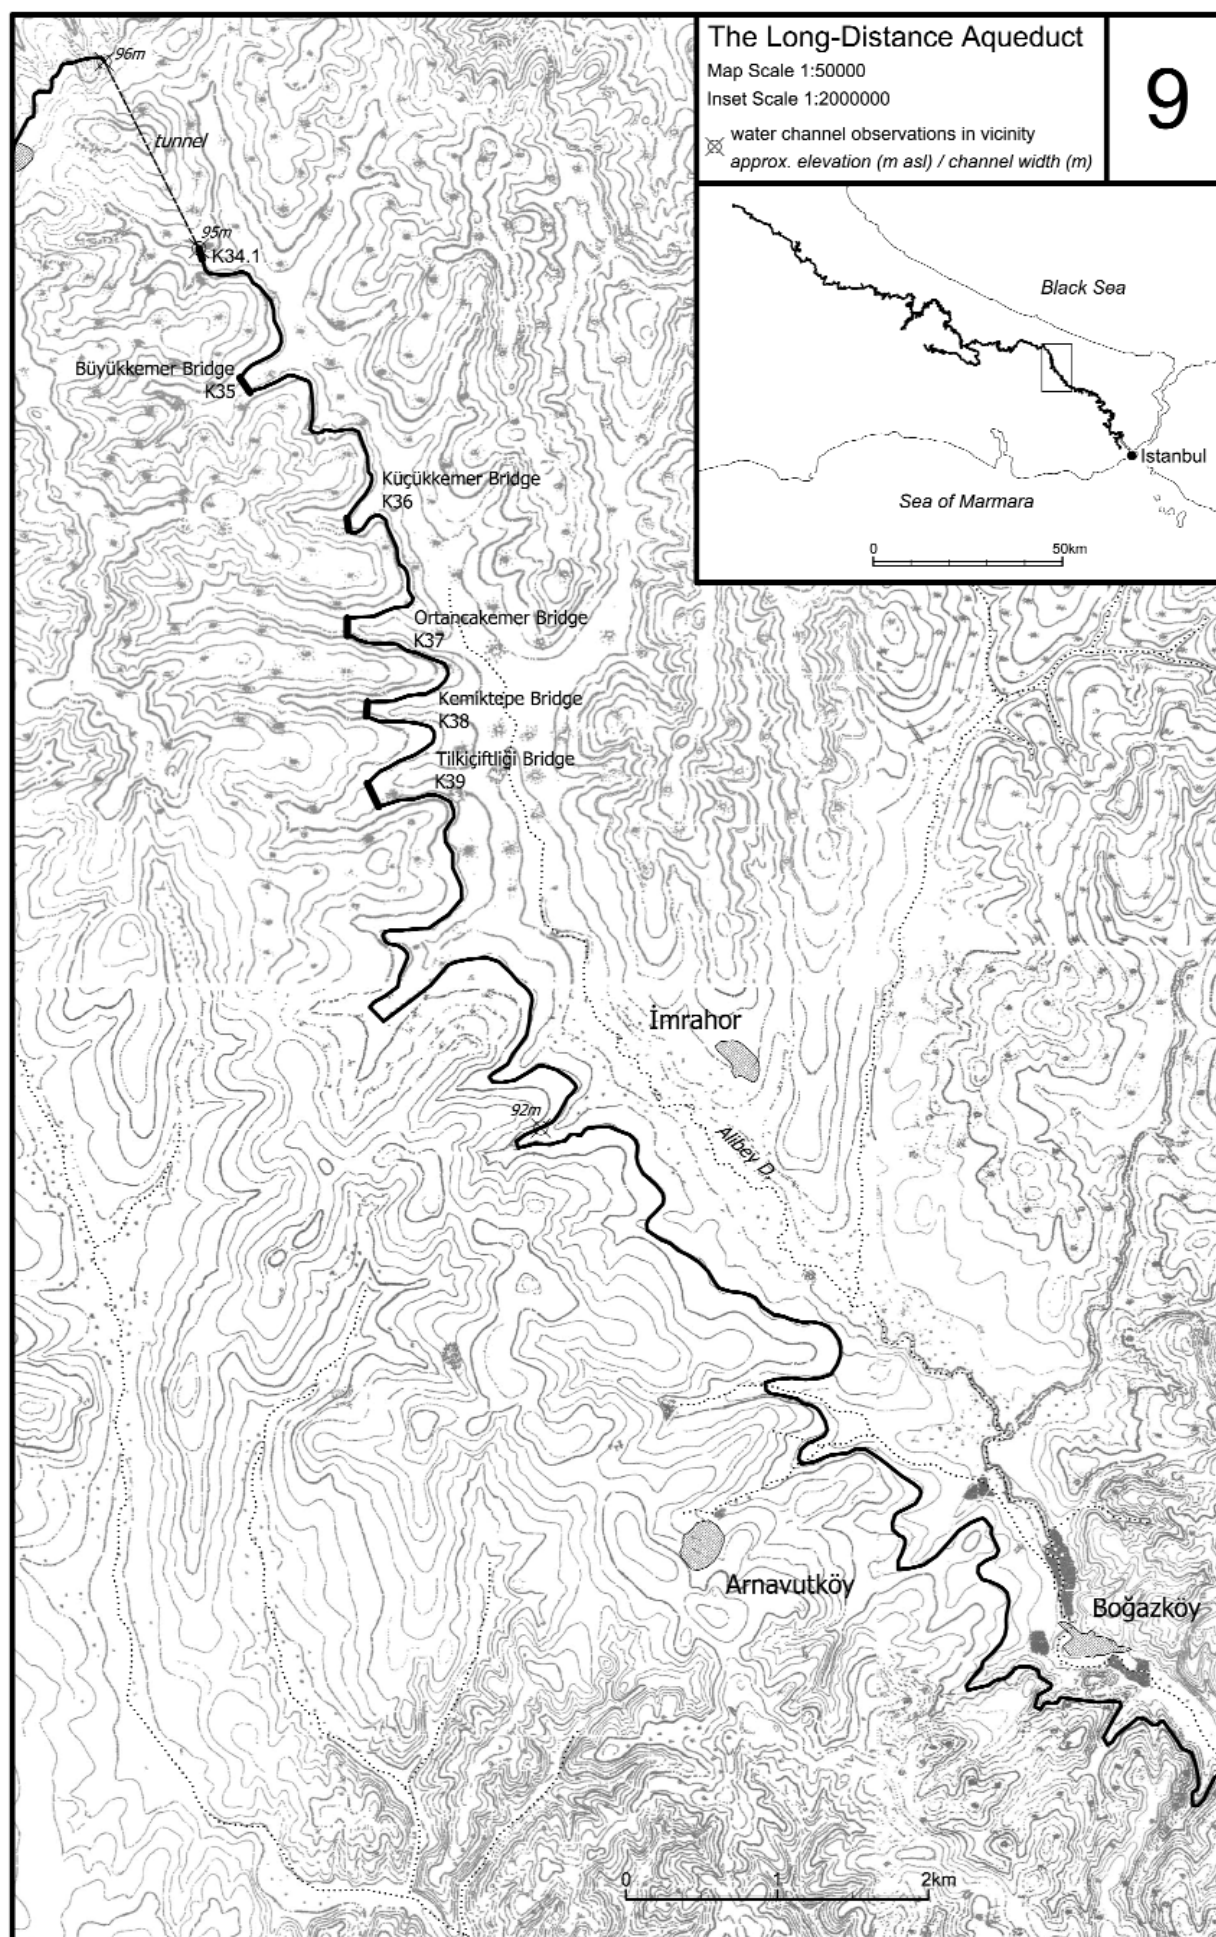 The Long-Distance Aqueduct
Map Scale 1:50000
Inset Scale 1:2000000
water channel observations in vicinity
approx. elevation (m asl) / channel width (m)
9
Black Sea
Istanbul
Sea of Marmara
0 50km
96m
tunnel
95m
K34.1
Büyükkemer Bridge
K35
Küçükkemer Bridge
K36
Ortancakemer Bridge
K37
Kemiktepe Bridge
K38
Tilkiçiftliği Bridge
K39
İmrahor
92m
Alibey D.
Arnavutköy
Boğazköy
0 1 2km